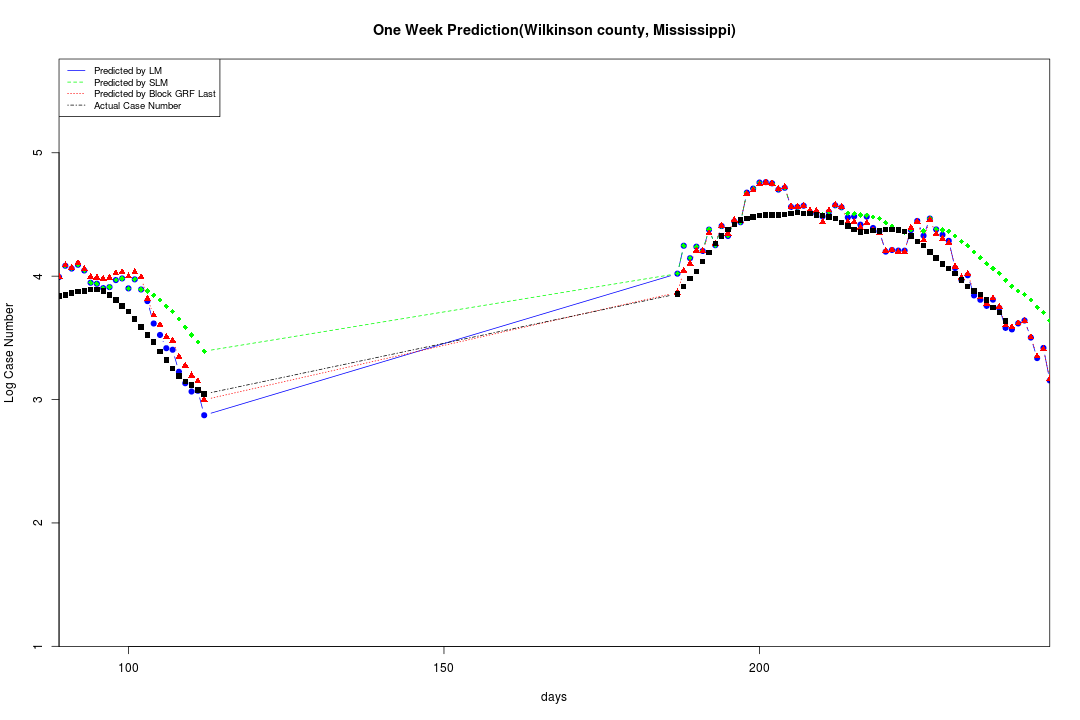 One Week Prediction(Wilkinson county, Mississippi)
Predicted by LM
Predicted by SLM
Predicted by Block GRF Last
Actual Case Number
5
4
3
2
1
Log Case Number
100 150 200
days